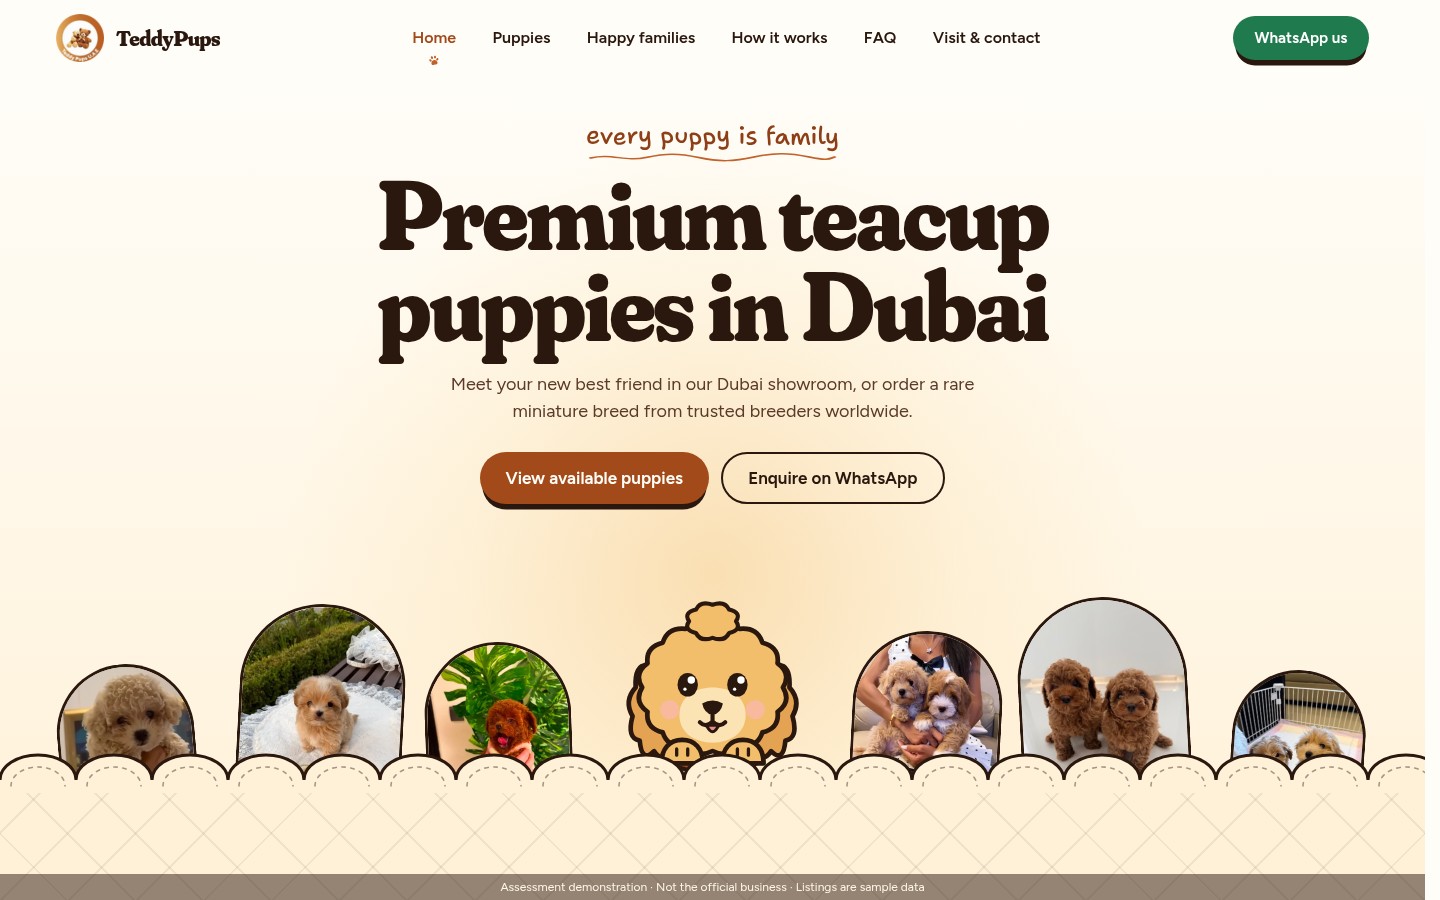 TeddyPups
Home
Puppies
Happy families
How it works
FAQ
Visit & contact
WhatsApp us
every puppy is family
Premium teacup
puppies in Dubai
Meet your new best friend in our Dubai showroom, or order a rare
miniature breed from trusted breeders worldwide.
View available puppies
Enquire on WhatsApp
Assessment demonstration · Not the official business · Listings are sample data